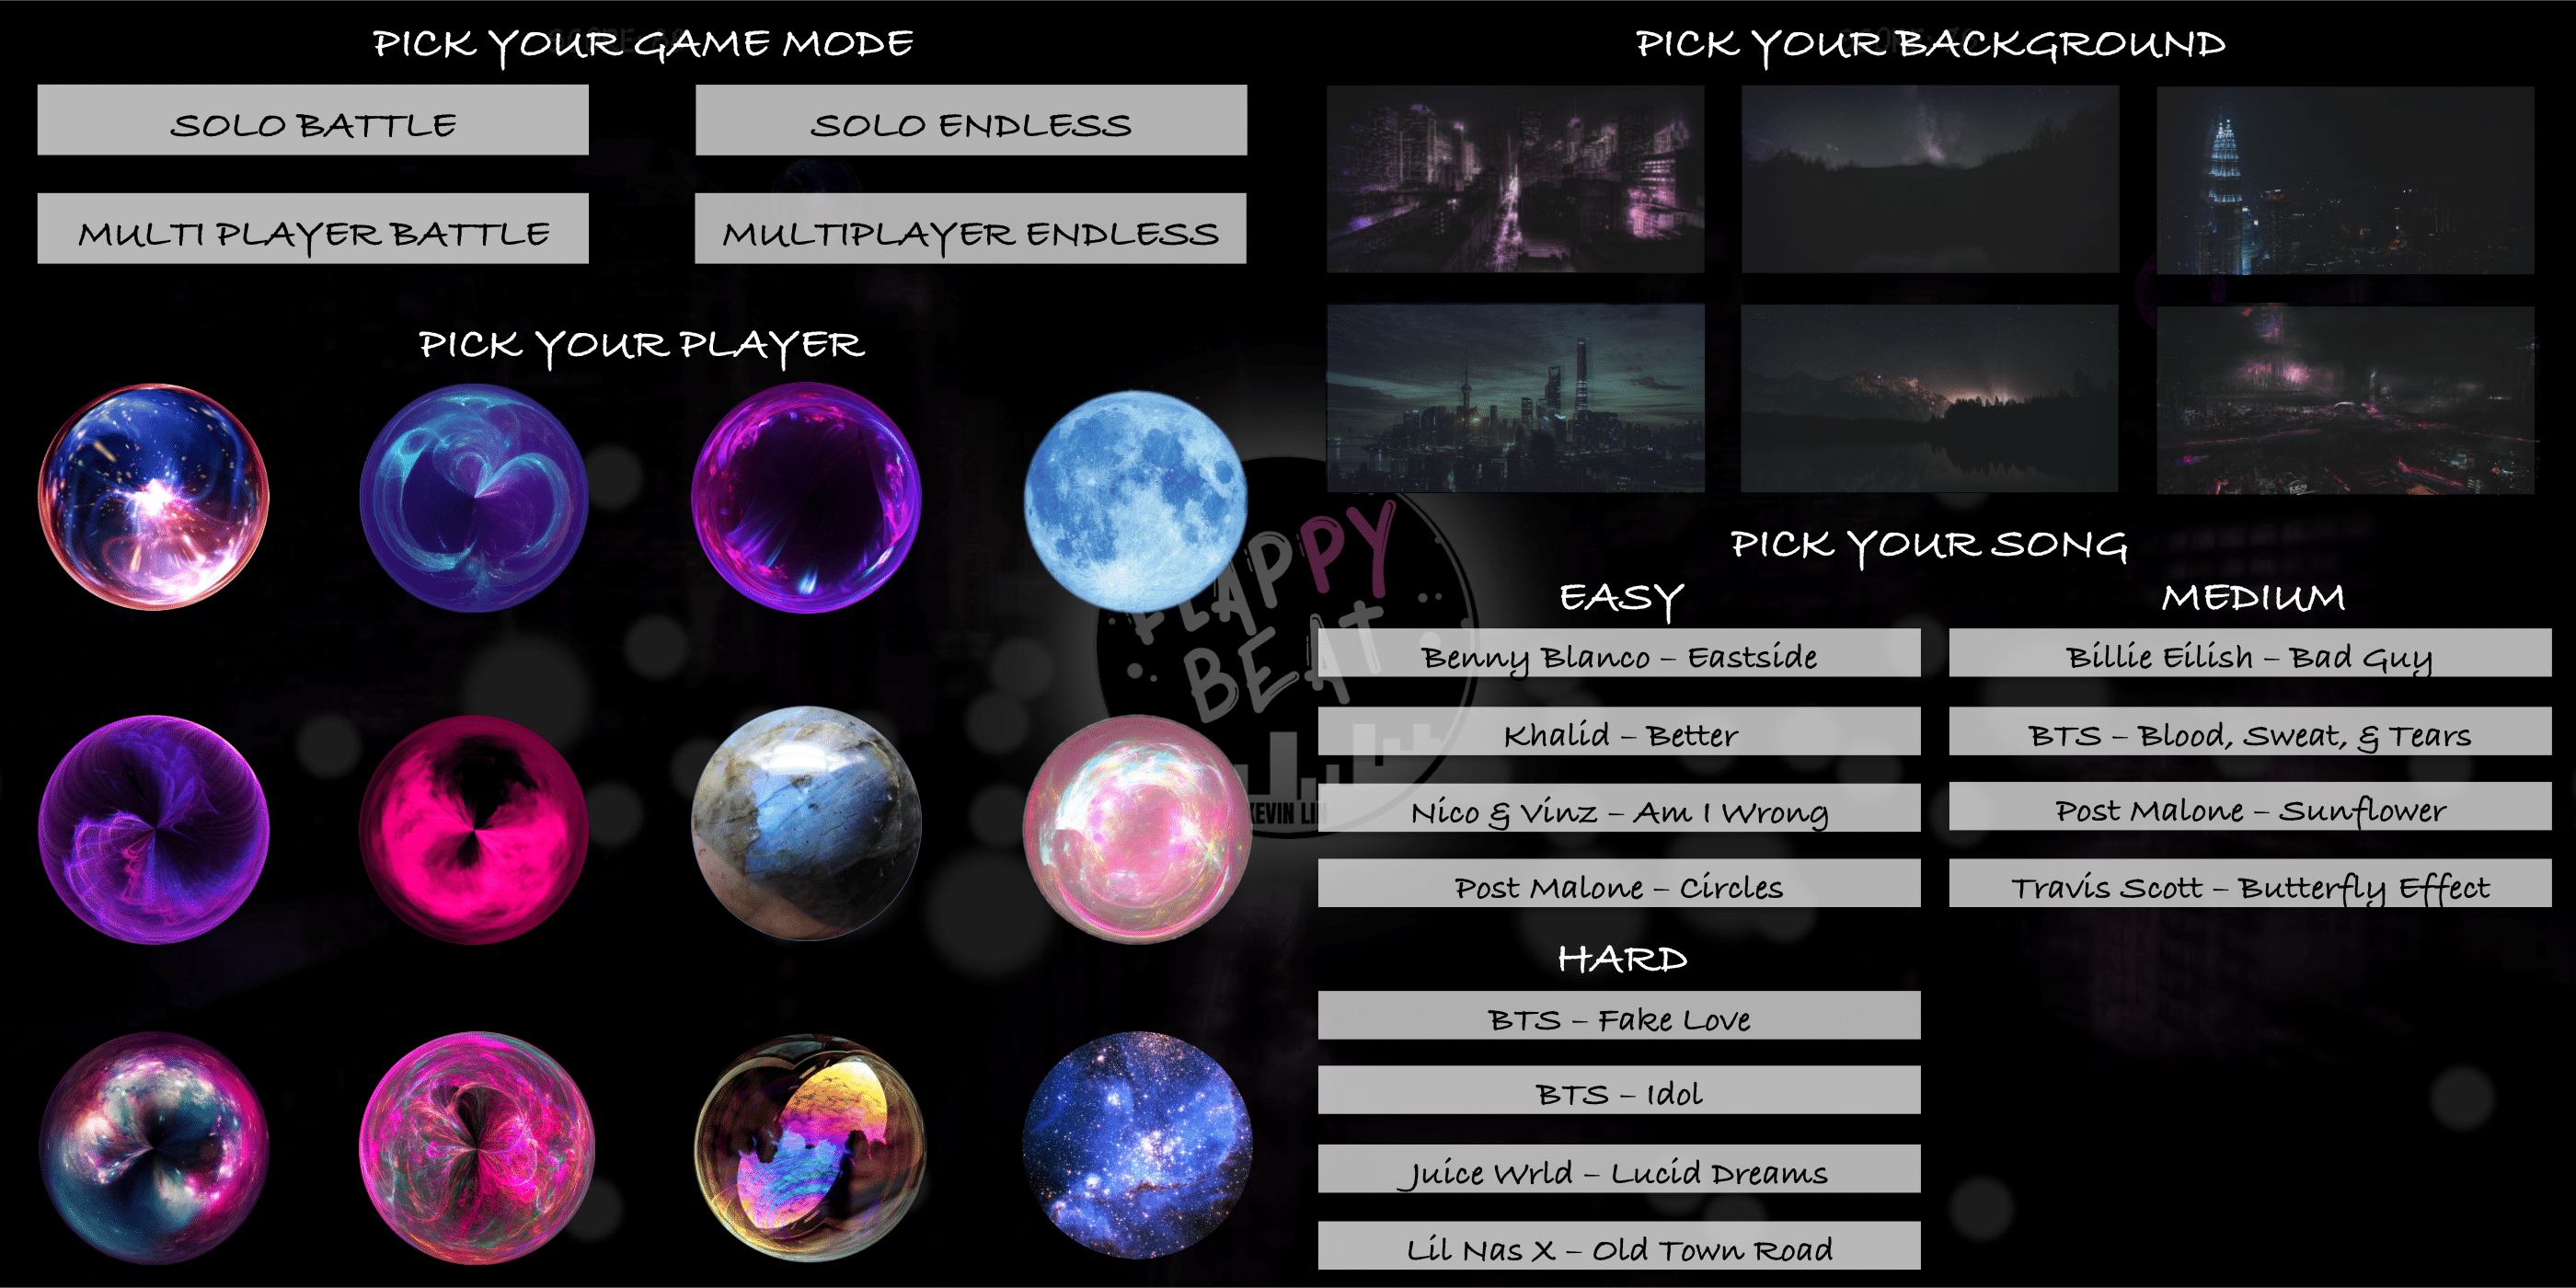 PICK YOUR GAME MODE
SOLO BATTLE
SOLO ENDLESS
MULTI PLAYER BATTLE
MULTIPLAYER ENDLESS
PICK YOUR PLAYER
PICK YOUR BACKGROUND
FLAPPY
BEAT
KEVIN
PICK YOUR SONG
EASY
Benny Blanco – Eastside
Khalid – Better
Nico & Vinz – Am I Wrong
Post Malone – Circles
MEDIUM
Billie Eilish – Bad Guy
BTS – Blood, Sweat, & Tears
Post Malone – Sunflower
Travis Scott – Butterfly Effect
HARD
BTS – Fake Love
BTS – Idol
Juice Wrld – Lucid Dreams
Lil Nas X – Old Town Road